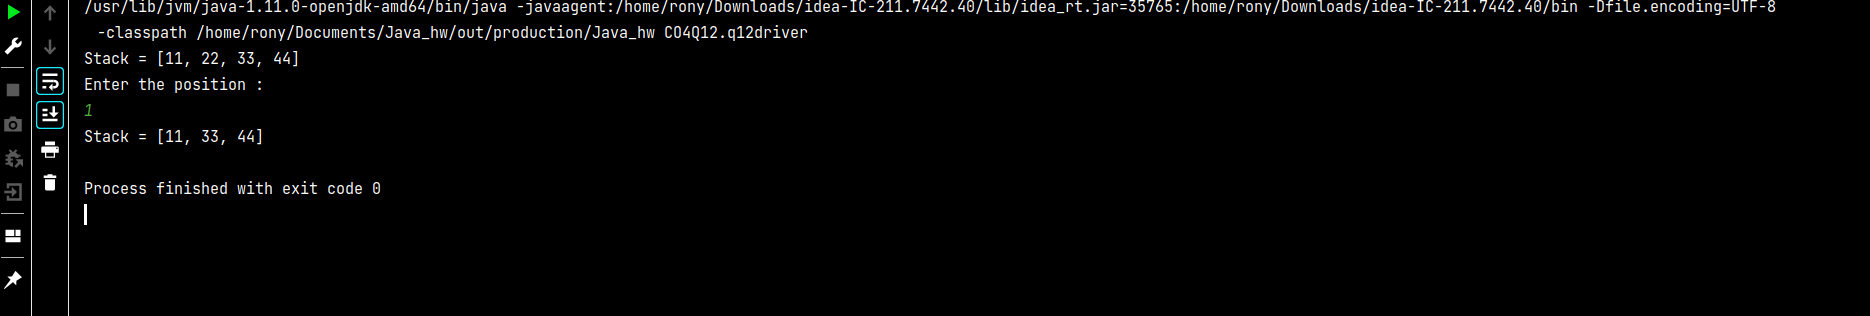 /usr/lib/jvm/java-1.11.0-openjdk-amd64/bin/java -javaagent:/home/rony/Downloads/idea-IC-211.7442.40/lib/idea_rt.jar=35765:/home/rony/Downloads/idea-IC-211.7442.40/bin -Dfile.encoding=UTF-8
-classpath /home/rony/Documents/Java_hw/out/production/Java_hw CO4Q12.q12driver
Stack = [11, 22, 33, 44]
Enter the position :
1
Stack = [11, 33, 44]
Process finished with exit code 0